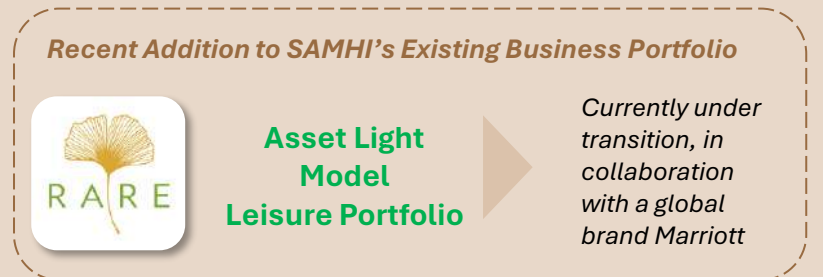 Recent Addition to SAMHI's Existing Business Portfolio
RARE
Asset Light
Model
Leisure Portfolio
Currently under
transition, in
collaboration
with a global
brand Marriott